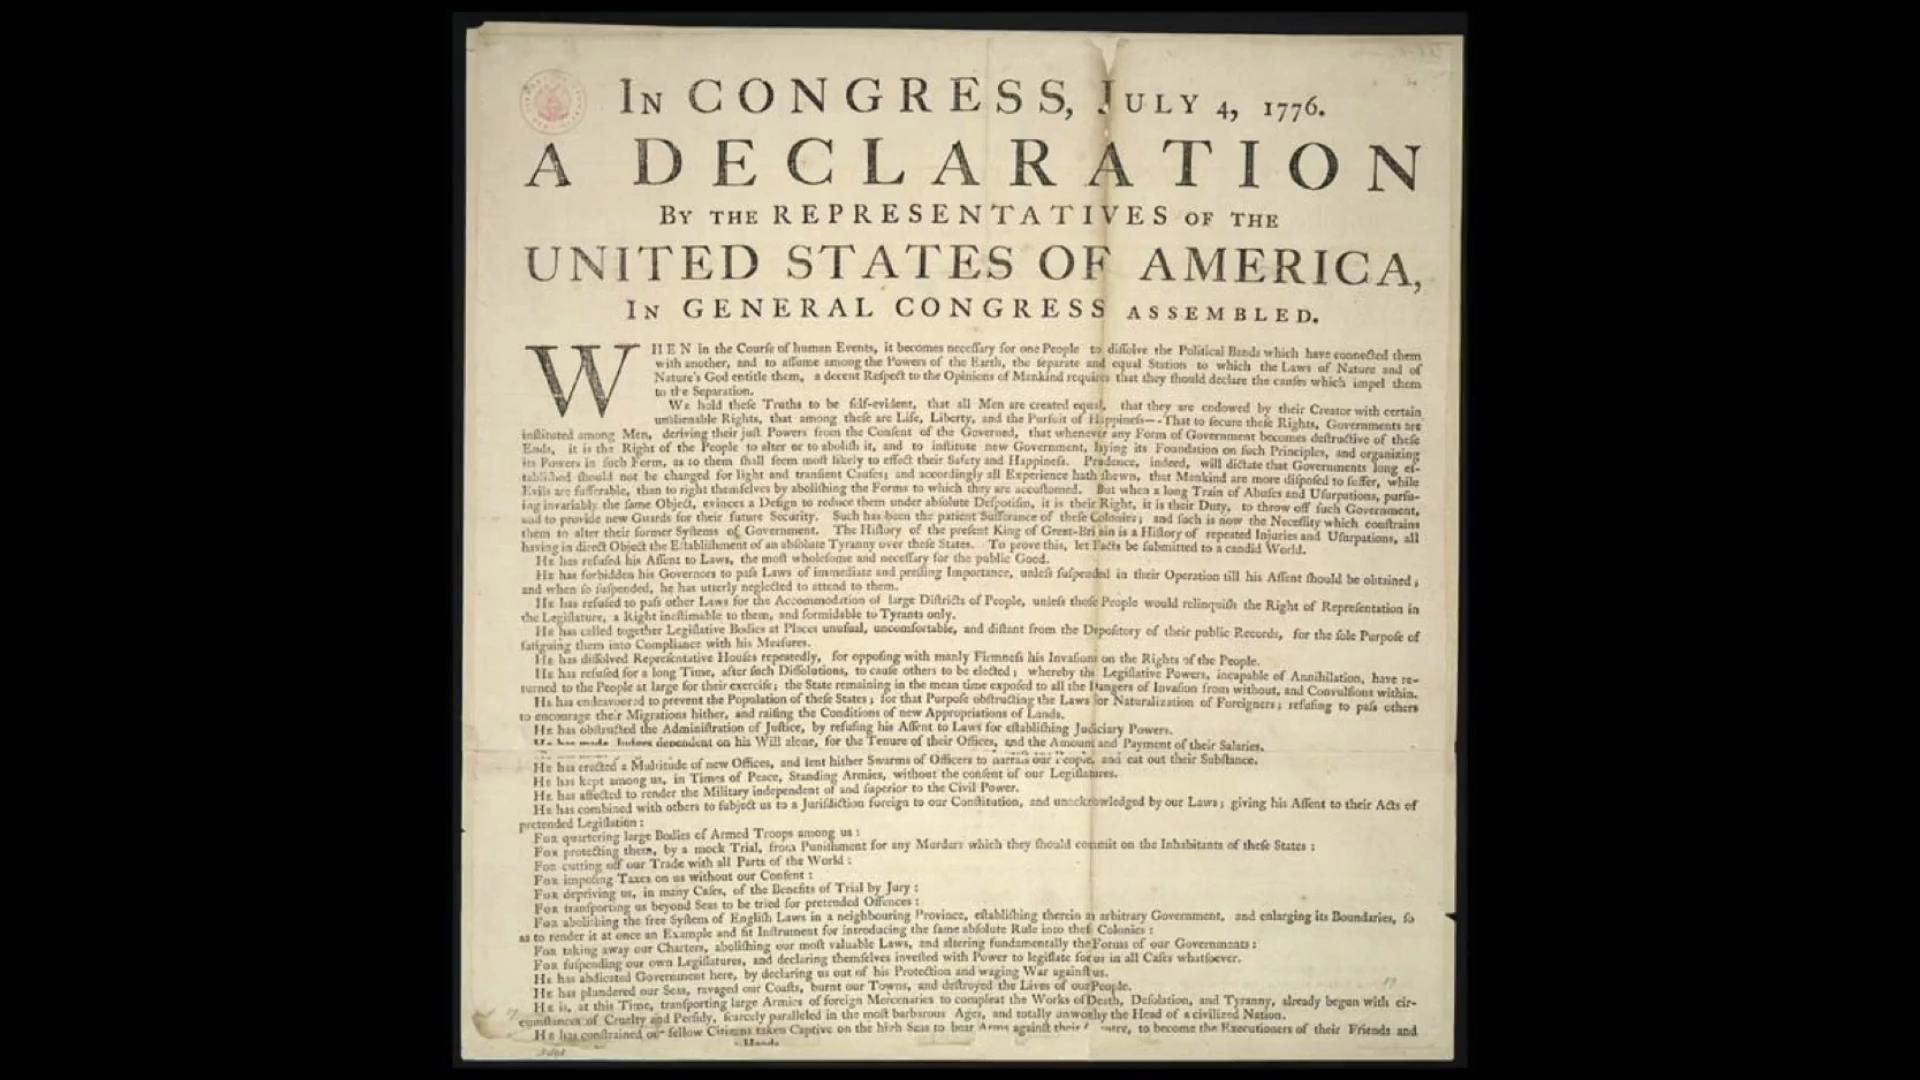 IN CONGRESS, JULY 4, 1776.
A DECLARATION
BY THE REPRESENTATIVES OF THE
UNITED STATES OF AMERICA,
IN GENERAL CONGRESS ASSEMBLED.
WHEN in the Courſe of human Events, it becomes neceſſary for one People to diſſolve the Political Bands which have connected them
with another, and to aſſume among the Powers of the Earth, the ſeparate and equal Station to which the Laws of Nature and of
Nature's God entitle them, a decent Reſpect to the Opinions of Mankind requires that they ſhould declare the cauſes which impel them
to the Separation.
WE hold theſe Truths to be ſelf-evident, that all Men are created equal, that they are endowed by their Creator with certain
unalienable Rights, that among theſe are Life, Liberty, and the Purſuit of Happineſs—-That to ſecure theſe Rights, Governments are
inſtituted among Men, deriving their juſt Powers from the Conſent of the Governed, that whenever any Form of Government becomes deſtructive of theſe
Ends, it is the Right of the People to alter or to aboliſh it, and to inſtitute new Government, laying its Foundation on ſuch Principles, and organizing
its Powers in ſuch Form, as to them ſhall ſeem moſt likely to effect their Safety and Happineſs. Prudence, indeed, will dictate that Governments long eſ-
tabliſhed ſhould not be changed for light and tranſient Cauſes; and accordingly all Experience hath ſhewn, that Mankind are more diſpoſed to ſuffer, while
Evils are ſufferable, than to right themſelves by aboliſhing the Forms to which they are accuſtomed. But when a long Train of Abuſes and Uſurpations, purſu-
ing invariably the ſame Object, evinces a Deſign to reduce them under abſolute Deſpotiſm, it is their Right, it is their Duty, to throw off ſuch Government,
and to provide new Guards for their future Security. Such has been the patient Sufferance of theſe Colonies; and ſuch is now the Neceſſity which conſtrains
them to alter their former Syſtems of Government. The Hiſtory of the preſent King of Great-Britain is a Hiſtory of repeated Injuries and Uſurpations, all
having in direct Object the Eſtabliſhment of an abſolute Tyranny over theſe States. To prove this, let Facts be ſubmitted to a candid World.
HE has refuſed his Aſſent to Laws, the moſt wholeſome and neceſſary for the public Good.
HE has forbidden his Governors to paſs Laws of immediate and preſſing Importance, unleſs ſuſpended in their Operation till his Aſſent ſhould be obtained;
and when ſo ſuſpended, he has utterly neglected to attend to them.
HE has refuſed to paſs other Laws for the Accommodation of large Diſtricts of People, unleſs thoſe People would relinquiſh the Right of Repreſentation in
the Legiſlature, a Right ineſtimable to them, and formidable to Tyrants only.
HE has called together Legiſlative Bodies at Places unuſual, uncomfortable, and diſtant from the Depoſitory of their public Records, for the ſole Purpoſe of
fatiguing them into Compliance with his Meaſures.
HE has diſſolved Repreſentative Houſes repeatedly, for oppoſing with manly Firmneſs his Invaſions on the Rights of the People.
HE has refuſed for a long Time, after ſuch Diſſolutions, to cauſe others to be elected; whereby the Legiſlative Powers, incapable of Annihilation, have re-
turned to the People at large for their exerciſe; the State remaining in the mean time expoſed to all the Dangers of Invaſion from without, and Convulſions within.
HE has endeavoured to prevent the Population of theſe States; for that Purpoſe obſtructing the Laws for Naturalization of Foreigners; refuſing to paſs others
to encourage their Migrations hither, and raiſing the Conditions of new Appropriations of Lands.
HE has obſtructed the Adminiſtration of Juſtice, by refuſing his Aſſent to Laws for eſtabliſhing Judiciary Powers.
HE has made Judges dependent on his Will alone, for the Tenure of their Offices, and the Amount and Payment of their Salaries.
HE has erected a Multitude of new Offices, and ſent hither Swarms of Officers to harraſs our People, and eat out their Subſtance.
HE has kept among us, in Times of Peace, Standing Armies, without the conſent of our Legiſlatures.
HE has affected to render the Military independent of and ſuperior to the Civil Power.
HE has combined with others to ſubject us to a Juriſdiction foreign to our Conſtitution, and unacknowledged by our Laws; giving his Aſſent to their Acts of
pretended Legiſlation:
FOR quartering large Bodies of Armed Troops among us:
FOR protecting them, by a mock Trial, from Puniſhment for any Murders which they ſhould commit on the Inhabitants of theſe States:
FOR cutting off our Trade with all Parts of the World:
FOR impoſing Taxes on us without our Conſent:
FOR depriving us, in many Caſes, of the Benefits of Trial by Jury:
FOR tranſporting us beyond Seas to be tried for pretended Offences:
FOR aboliſhing the free Syſtem of Engliſh Laws in a neighbouring Province, eſtabliſhing therein an arbitrary Government, and enlarging its Boundaries, ſo
as to render it at once an Example and fit Inſtrument for introducing the ſame abſolute Rule into theſe Colonies:
FOR taking away our Charters, aboliſhing our moſt valuable Laws, and altering fundamentally the Forms of our Governments:
FOR ſuſpending our own Legiſlatures, and declaring themſelves inveſted with Power to legiſlate for us in all Caſes whatſoever.
HE has abdicated Government here, by declaring us out of his Protection and waging War againſt us.
HE has plundered our Seas, ravaged our Coaſts, burnt our Towns, and deſtroyed the Lives of our People.
HE is, at this Time, tranſporting large Armies of foreign Mercenaries to compleat the Works of Death, Deſolation, and Tyranny, already begun with cir-
cumſtances of Cruelty and Perfidy, ſcarcely paralleled in the moſt barbarous Ages, and totally unworthy the Head of a civilized Nation.
HE has conſtrained our fellow Citizens taken Captive on the high Seas to bear Arms againſt their to become the Executioners of their Friends and
Hands